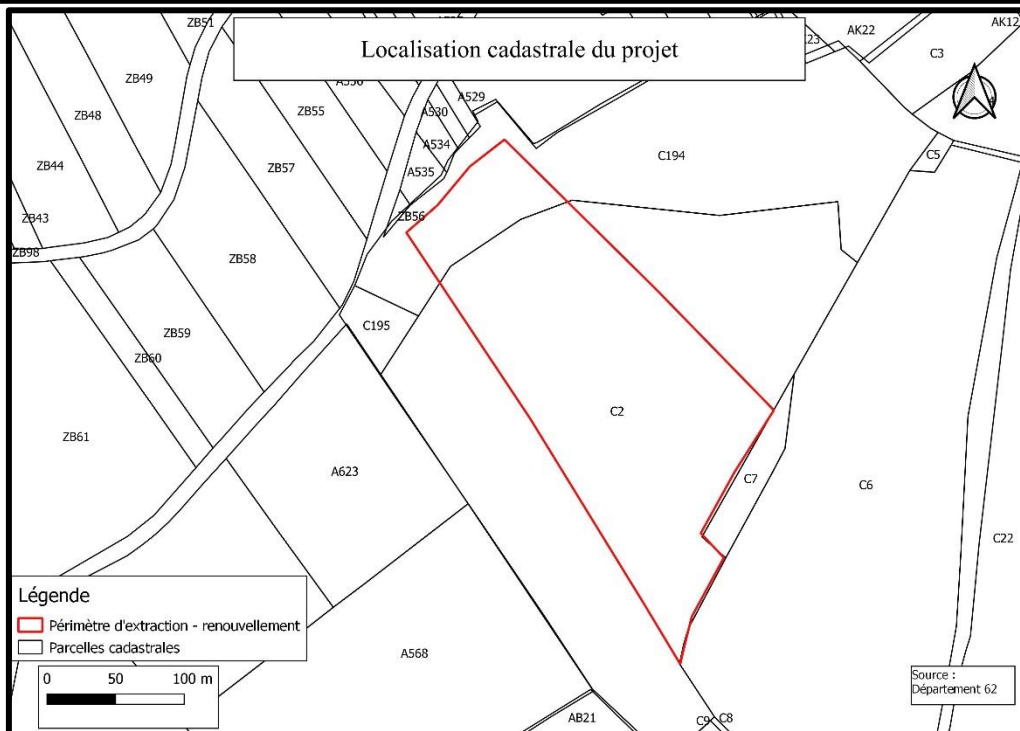 Localisation cadastrale du projet
ZB51
AK22
AK12
C3
ZB49
ZB48
ZB55
A530
A529
A534
ZB44
ZB57
A535
C194
C5
ZB43
ZB56
ZB98
ZB58
C195
ZB59
ZB60
C2
ZB61
A623
C7
C6
C22
Légende
Périmètre d'extraction - renouvellement
Parcelles cadastrales
A568
0 50 100 m
Source :
Département 62
AB21
C9
C8